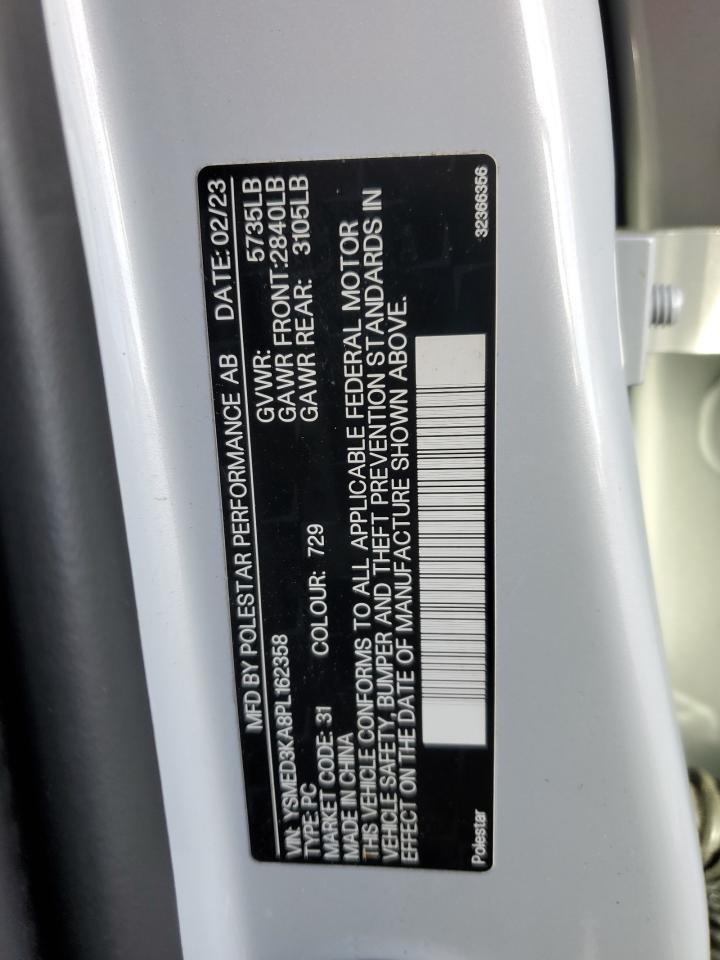 MFD BY POLESTAR PERFORMANCE AB DATE: 02/23
VIN: YSMED3KA8PL162358 GVWR: 5735LB
TYPE: PC GAWR FRONT:2840LB
MARKET CODE: 31 COLOUR: 729 GAWR REAR: 3105LB
MADE IN CHINA
THIS VEHICLE CONFORMS TO ALL APPLICABLE FEDERAL MOTOR
VEHICLE SAFETY, BUMPER AND THEFT PREVENTION STANDARDS IN
EFFECT ON THE DATE OF MANUFACTURE SHOWN ABOVE.
Polestar 32366356